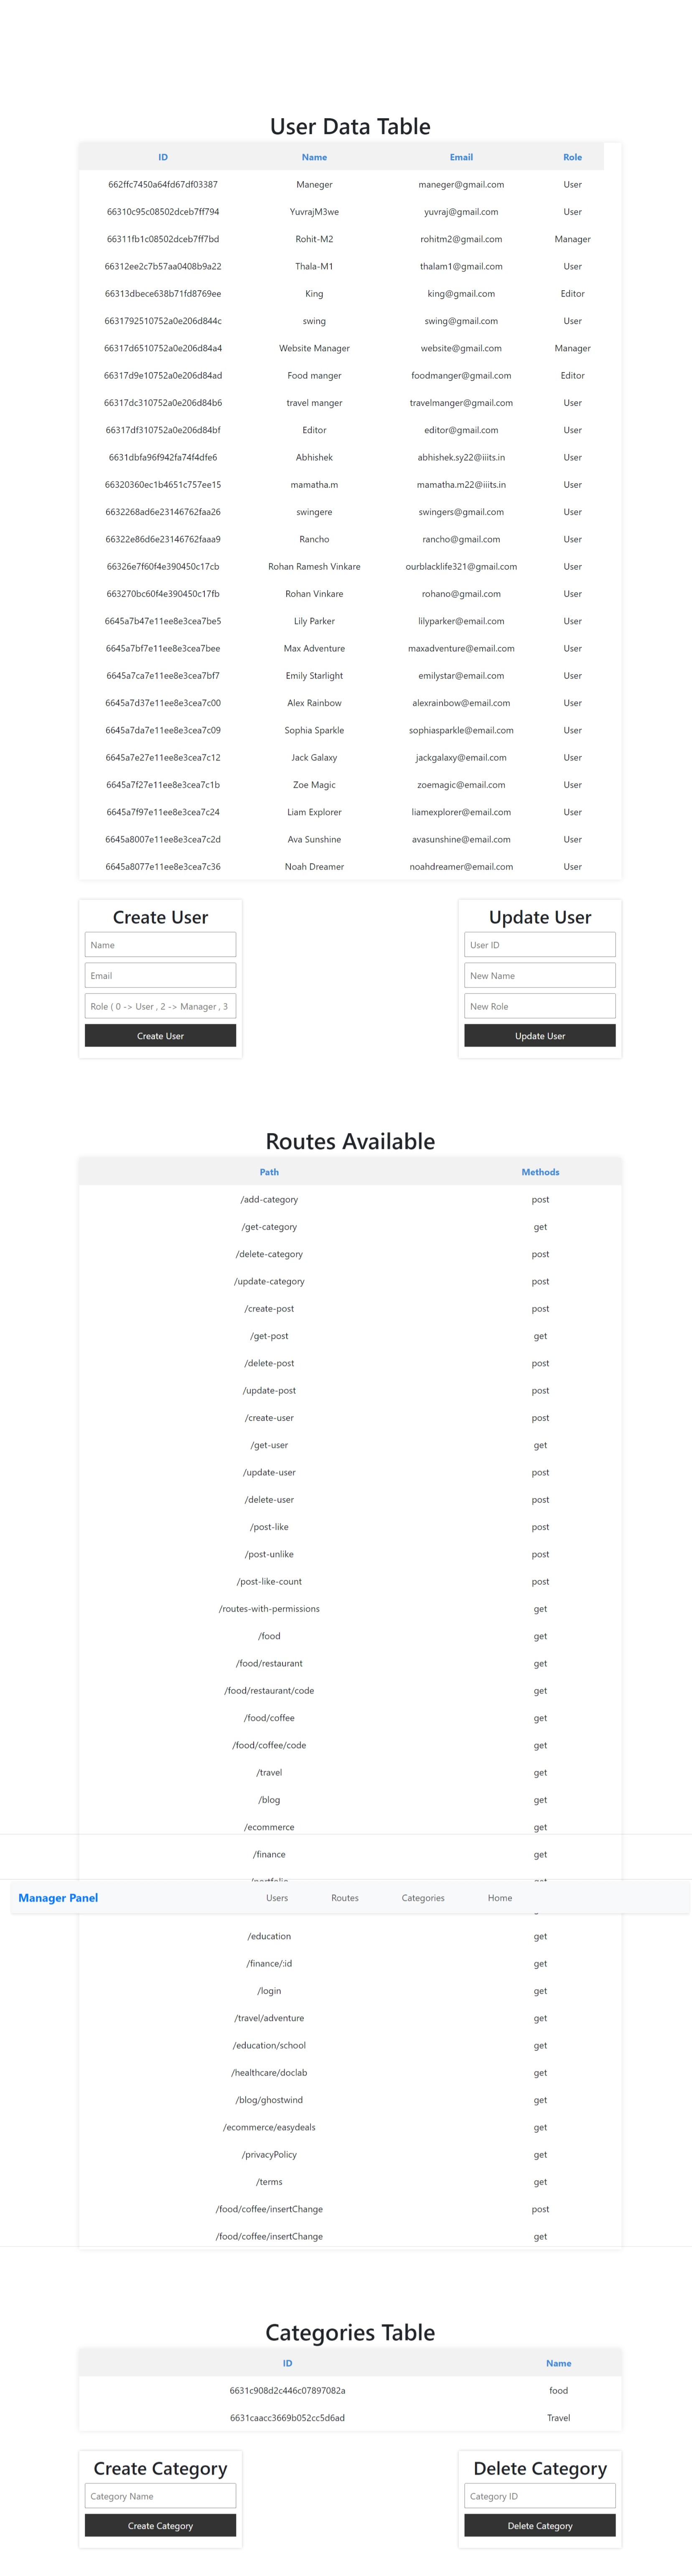 User Data Table
ID Name Email Role
662ffc7450a64fd67df03387 Maneger maneger@gmail.com User
66310c95c08502dceb7ff794 YuvrajM3we yuvraj@gmail.com User
66311fb1c08502dceb7ff7bd Rohit-M2 rohitm2@gmail.com Manager
66312ee2c7b57aa0408b9a22 Thala-M1 thalam1@gmail.com User
66313dbece638b71fd8769ee King king@gmail.com Editor
6631792510752a0e206d844c swing swing@gmail.com User
66317d6510752a0e206d84a4 Website Manager website@gmail.com Manager
66317d9e10752a0e206d84ad Food manger foodmanger@gmail.com Editor
66317dc310752a0e206d84b6 travel manger travelmanger@gmail.com User
66317df310752a0e206d84bf Editor editor@gmail.com User
6631dbfa96f942fa74f4dfe6 Abhishek abhishek.sy22@iiits.in User
66320360ec1b4651c757ee15 mamatha.m mamatha.m22@iiits.in User
6632268ad6e23146762faa26 swingere swingers@gmail.com User
66322e86d6e23146762faaa9 Rancho rancho@gmail.com User
66326e7f60f4e390450c17cb Rohan Ramesh Vinkare ourblacklife321@gmail.com User
663270bc60f4e390450c17fb Rohan Vinkare rohano@gmail.com User
6645a7b47e11ee8e3cea7be5 Lily Parker lilyparker@email.com User
6645a7bf7e11ee8e3cea7bee Max Adventure maxadventure@email.com User
6645a7ca7e11ee8e3cea7bf7 Emily Starlight emilystar@email.com User
6645a7d37e11ee8e3cea7c00 Alex Rainbow alexrainbow@email.com User
6645a7da7e11ee8e3cea7c09 Sophia Sparkle sophiasparkle@email.com User
6645a7e27e11ee8e3cea7c12 Jack Galaxy jackgalaxy@email.com User
6645a7f27e11ee8e3cea7c1b Zoe Magic zoemagic@email.com User
6645a7f97e11ee8e3cea7c24 Liam Explorer liamexplorer@email.com User
6645a8007e11ee8e3cea7c2d Ava Sunshine avasunshine@email.com User
6645a8077e11ee8e3cea7c36 Noah Dreamer noahdreamer@email.com User
Create User
Name
Email
Role ( 0 -> User , 2 -> Manager , 3
Create User
Update User
User ID
New Name
New Role
Update User
Routes Available
Path Methods
/add-category post
/get-category get
/delete-category post
/update-category post
/create-post post
/get-post get
/delete-post post
/update-post post
/create-user post
/get-user get
/update-user post
/delete-user post
/post-like post
/post-unlike post
/post-like-count post
/routes-with-permissions get
/food get
/food/restaurant get
/food/restaurant/code get
/food/coffee get
/food/coffee/code get
/travel get
/blog get
/ecommerce get
/finance get
Manager Panel Users Routes Categories Home
/education get
/finance/:id get
/login get
/travel/adventure get
/education/school get
/healthcare/doclab get
/blog/ghostwind get
/ecommerce/easydeals get
/privacyPolicy get
/terms get
/food/coffee/insertChange post
/food/coffee/insertChange get
Categories Table
ID Name
6631c908d2c446c07897082a food
6631caacc3669b052cc5d6ad Travel
Create Category
Category Name
Create Category
Delete Category
Category ID
Delete Category